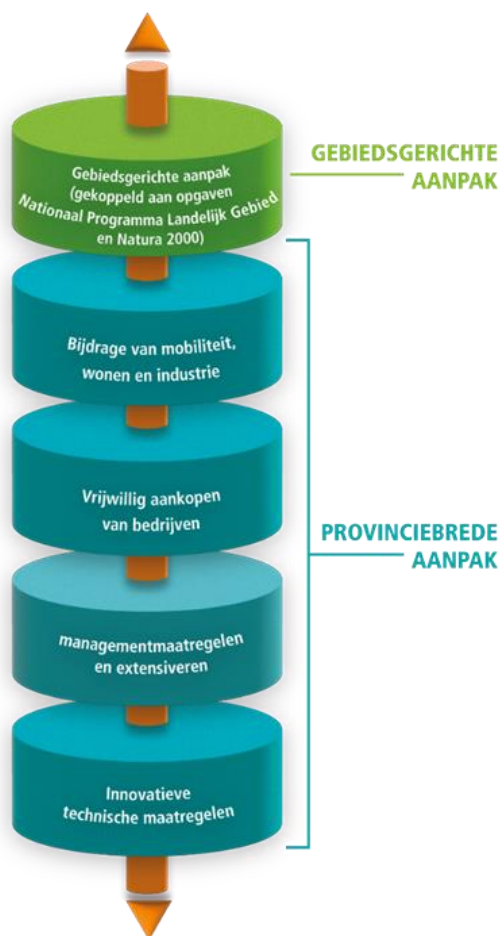 Gebiedsgerichte aanpak
(gekoppeld aan opgaven
Nationaal Programma Landelijk Gebied
en Natura 2000)
GEBIEDSGERICHTE
AANPAK
Bijdrage van mobiliteit,
wonen en industrie
Vrijwillig aankopen
van bedrijven
PROVINCIEBREDE
AANPAK
managementmaatregelen
en extensiveren
Innovatieve
technische maatregelen